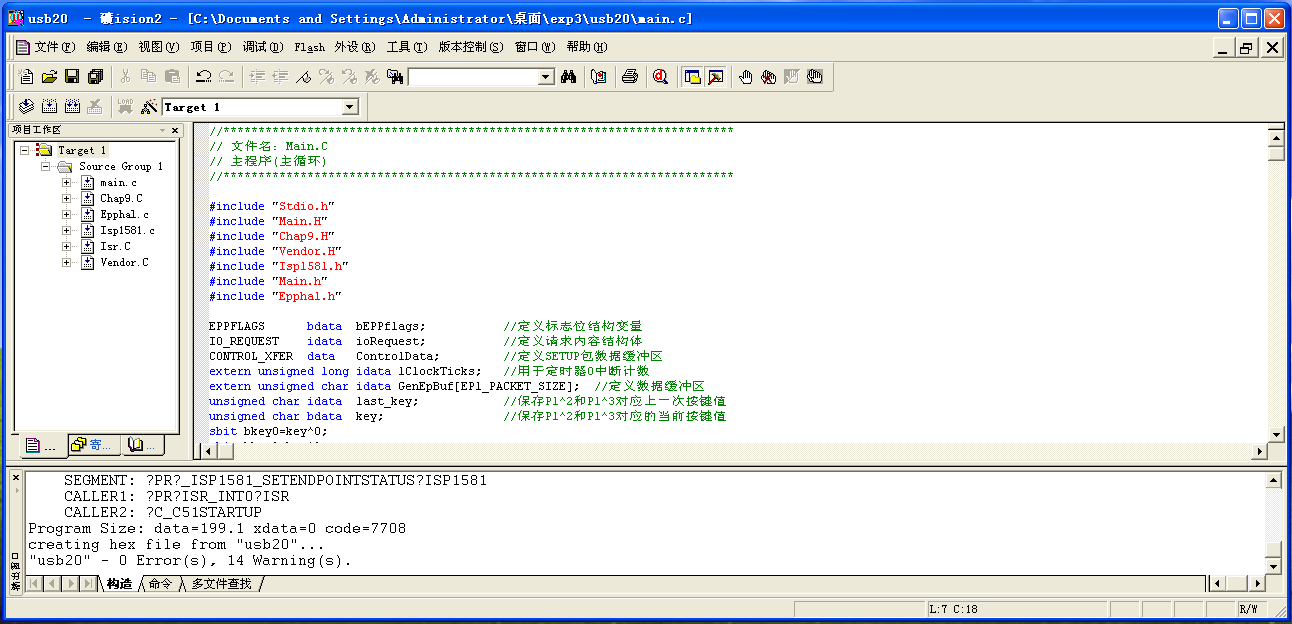 usb20 - 礦ision2 - [C:\Documents and Settings\Administrator\桌面\exp3\usb20\main.c]
文件(F) 编辑(E) 视图(V) 项目(P) 调试(D) Flash 外设(R) 工具(T) 版本控制(S) 窗口(W) 帮助(H)
LOAD Target 1
项目工作区
Target 1
Source Group 1
main.c
Chap9.C
Epphal.c
Isp1581.c
Isr.C
Vendor.C
... 寄... ...
//*************************************************************************
// 文件名: Main.C
// 主程序(主循环)
//*************************************************************************
#include "Stdio.h"
#include "Main.H"
#include "Chap9.H"
#include "Vendor.H"
#include "Isp1581.h"
#include "Main.h"
#include "Epphal.h"
EPPFLAGS bdata bEPPflags; //定义标志位结构变量
IO_REQUEST idata ioRequest; //定义请求内容结构体
CONTROL_XFER data ControlData; //定义SETUP包数据缓冲区
extern unsigned long idata lClockTicks; //用于定时器0中断计数
extern unsigned char idata GenEpBuf[EP1_PACKET_SIZE]; //定义数据缓冲区
unsigned char idata last_key; //保存P1^2和P1^3对应上一次按键值
unsigned char bdata key; //保存P1^2和P1^3对应的当前按键值
sbit bkey0=key^0;
SEGMENT: ?PR?_ISP1581_SETENDPOINTSTATUS?ISP1581
CALLER1: ?PR?ISR_INT0?ISR
CALLER2: ?C_C51STARTUP
Program Size: data=199.1 xdata=0 code=7708
creating hex file from "usb20"...
"usb20" - 0 Error(s), 14 Warning(s).
构造 命令 多文件查找
L:7 C:18 R/W